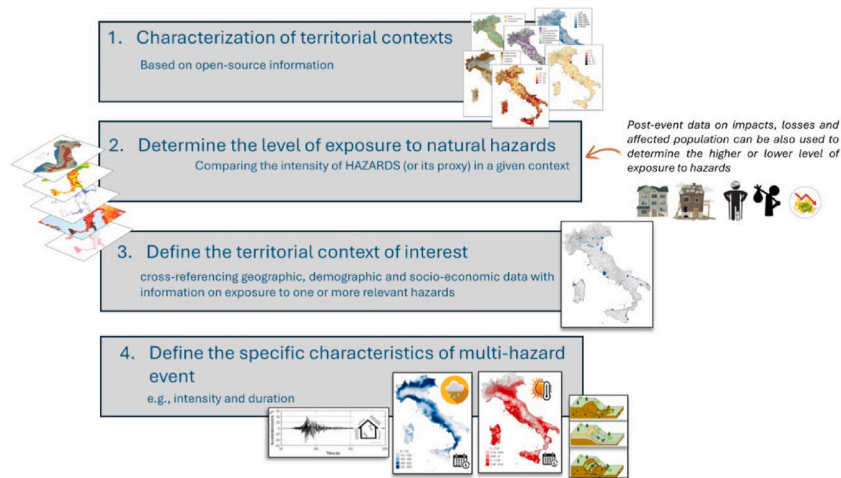 1. Characterization of territorial contexts
Based on open-source information
2. Determine the level of exposure to natural hazards
Comparing the intensity of HAZARDS (or its proxy) in a given context
Post-event data on impacts, losses and
affected population can be also used to
determine the higher or lower level of
exposure to hazards
3. Define the territorial context of interest
cross-referencing geographic, demographic and socio-economic data with
information on exposure to one or more relevant hazards
4. Define the specific characteristics of multi-hazard
event
e.g., intensity and duration
Time (s)